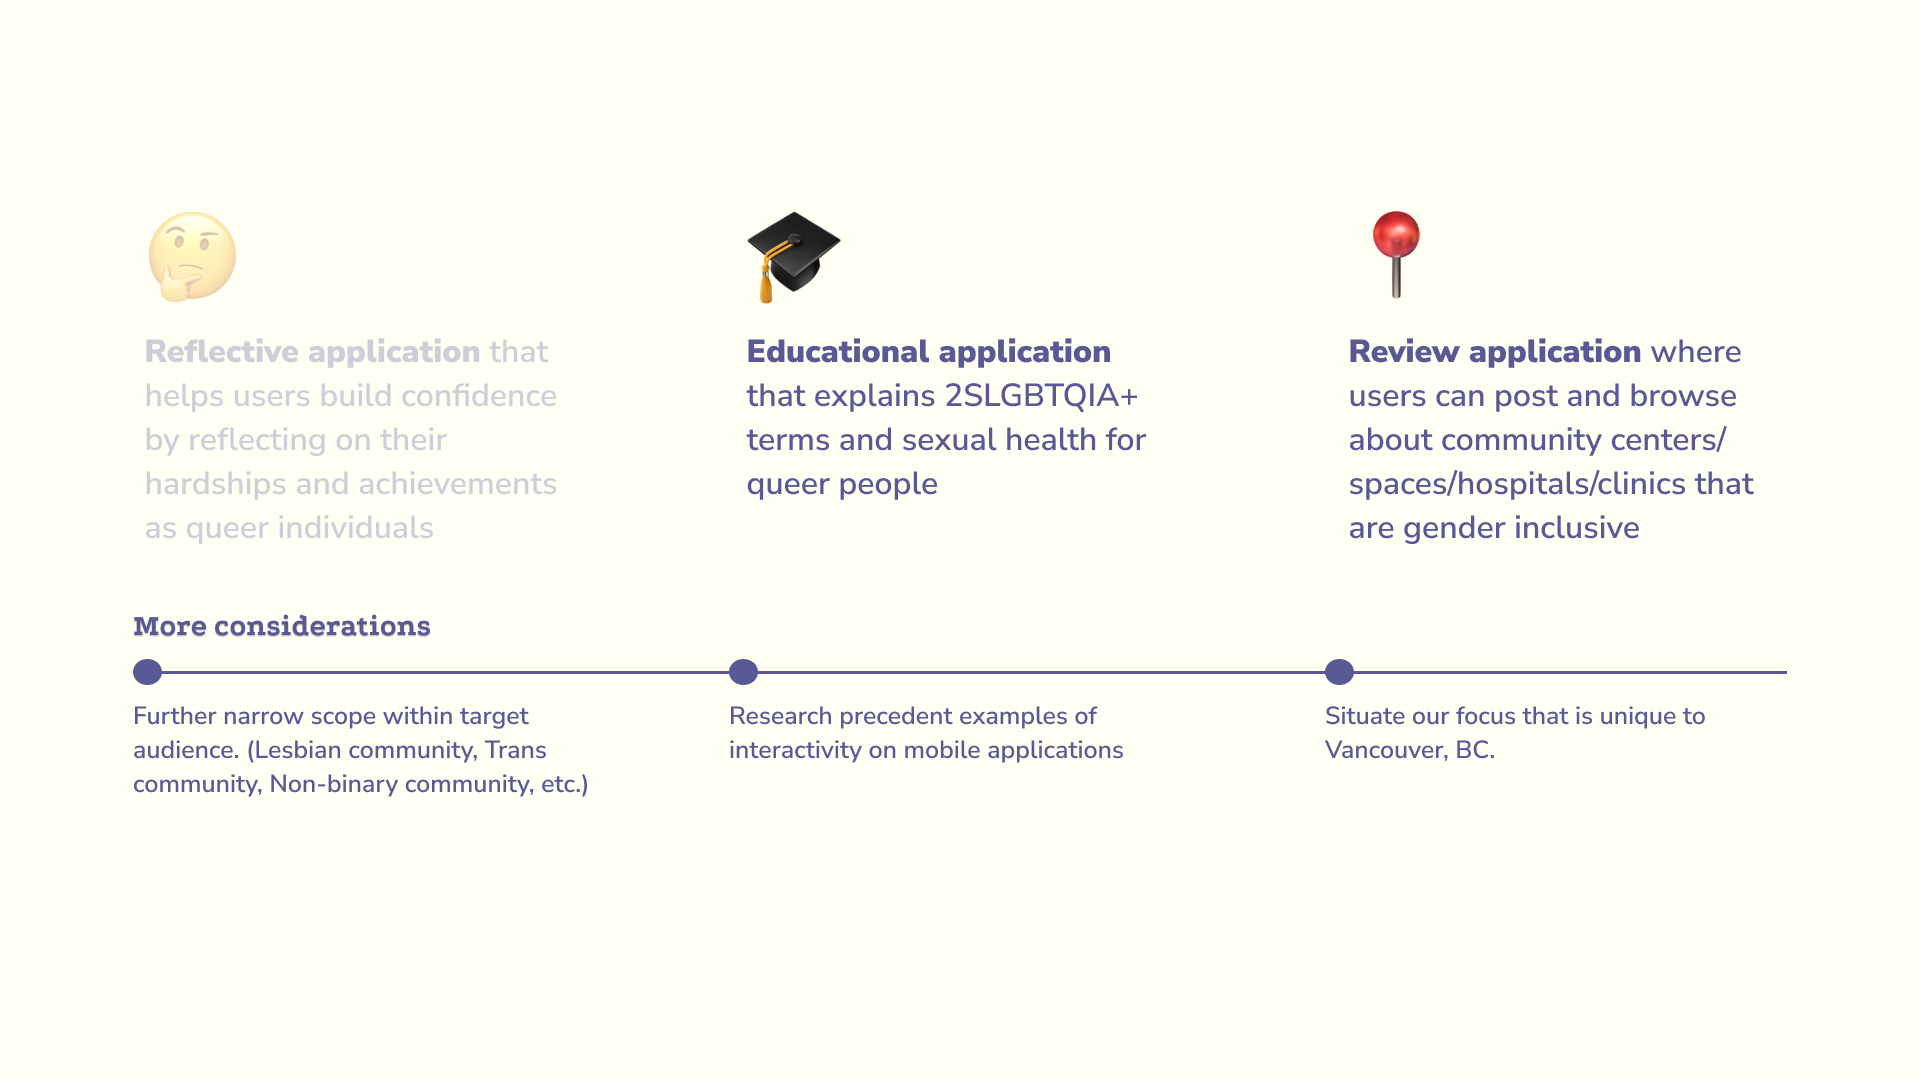 Reflective application that
helps users build confidence
by reflecting on their
hardships and achievements
as queer individuals
Educational application
that explains 2SLGBTQIA+
terms and sexual health for
queer people
Review application where
users can post and browse
about community centers/
spaces/hospitals/clinics that
are gender inclusive
More considerations
Further narrow scope within target
audience. (Lesbian community, Trans
community, Non-binary community, etc.)
Research precedent examples of
interactivity on mobile applications
Situate our focus that is unique to
Vancouver, BC.